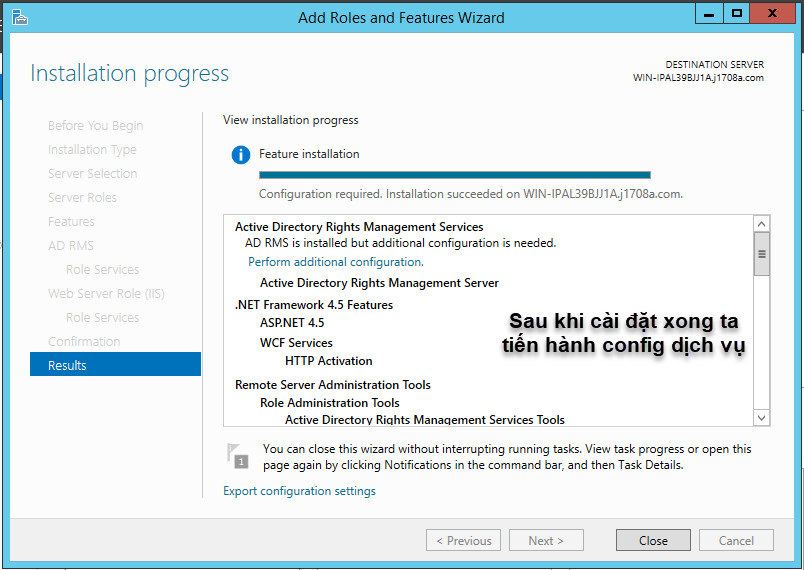 Add Roles and Features Wizard
Installation progress
DESTINATION SERVER
WIN-IPAL39BJJ1A.j1708a.com
Before You Begin
Installation Type
Server Selection
Server Roles
Features
AD RMS
Role Services
Web Server Role (IIS)
Role Services
Confirmation
Results
View installation progress
Feature installation
Configuration required. Installation succeeded on WIN-IPAL39BJJ1A.j1708a.com.
Active Directory Rights Management Services
AD RMS is installed but additional configuration is needed.
Perform additional configuration.
Active Directory Rights Management Server
.NET Framework 4.5 Features
ASP.NET 4.5
WCF Services
HTTP Activation
Remote Server Administration Tools
Role Administration Tools
Active Directory Rights Management Services Tools
Sau khi cài đặt xong ta
tiến hành config dịch vụ
1
You can close this wizard without interrupting running tasks. View task progress or open this
page again by clicking Notifications in the command bar, and then Task Details.
Export configuration settings
< Previous
Next >
Close
Cancel